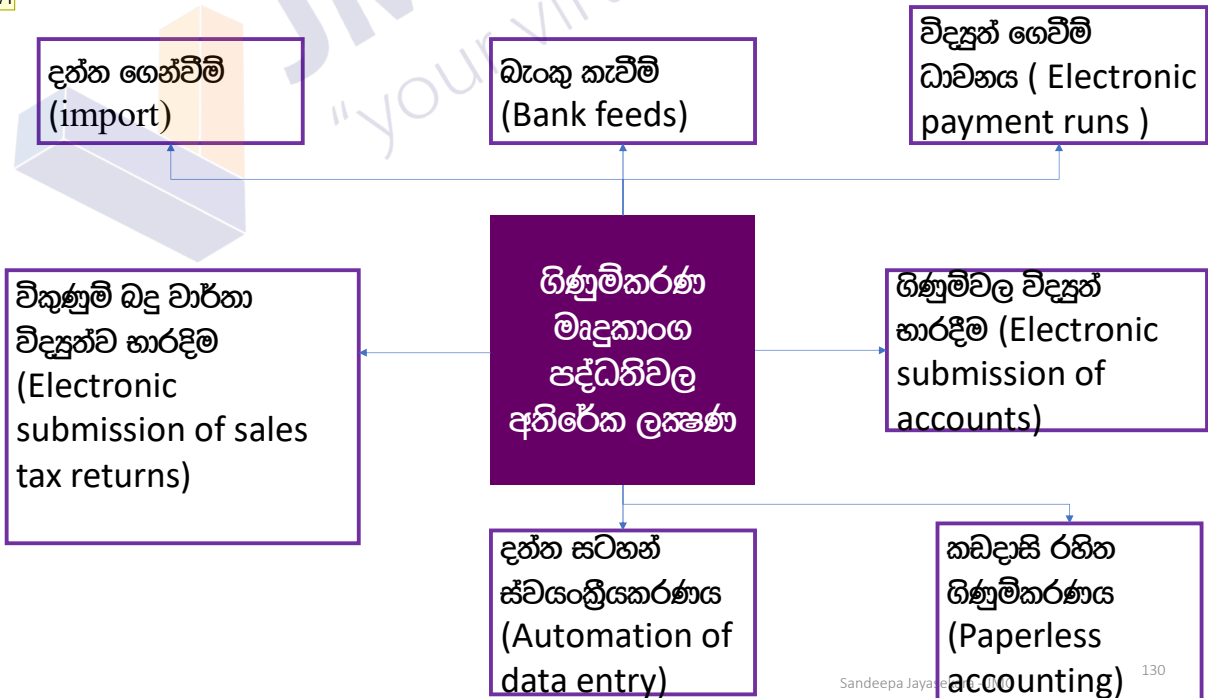 දත්ත ගෙන්වීම්
(import)
බැංකු කැවීම්
(Bank feeds)
විද්‍යුත් ගෙවීම්
ධාවනය ( Electronic
payment runs )
"your
විකුණුම් බදු වාර්තා
විද්‍යුත්ව භාරදිම
(Electronic
submission of sales
tax returns)
ගිණුම්කරණ
මෘදුකාංග
පද්ධතිවල
අතිරේක ලක්‍ෂණ
ගිණුම්වල විද්‍යුත්
භාරදීම (Electronic
submission of
accounts)
දත්ත සටහන්
ස්වයංක්‍රීයකරණය
(Automation of
data entry)
කඩදාසි රහිත
ගිණුම්කරණය
(Paperless
accounting)
Sandeepa
130